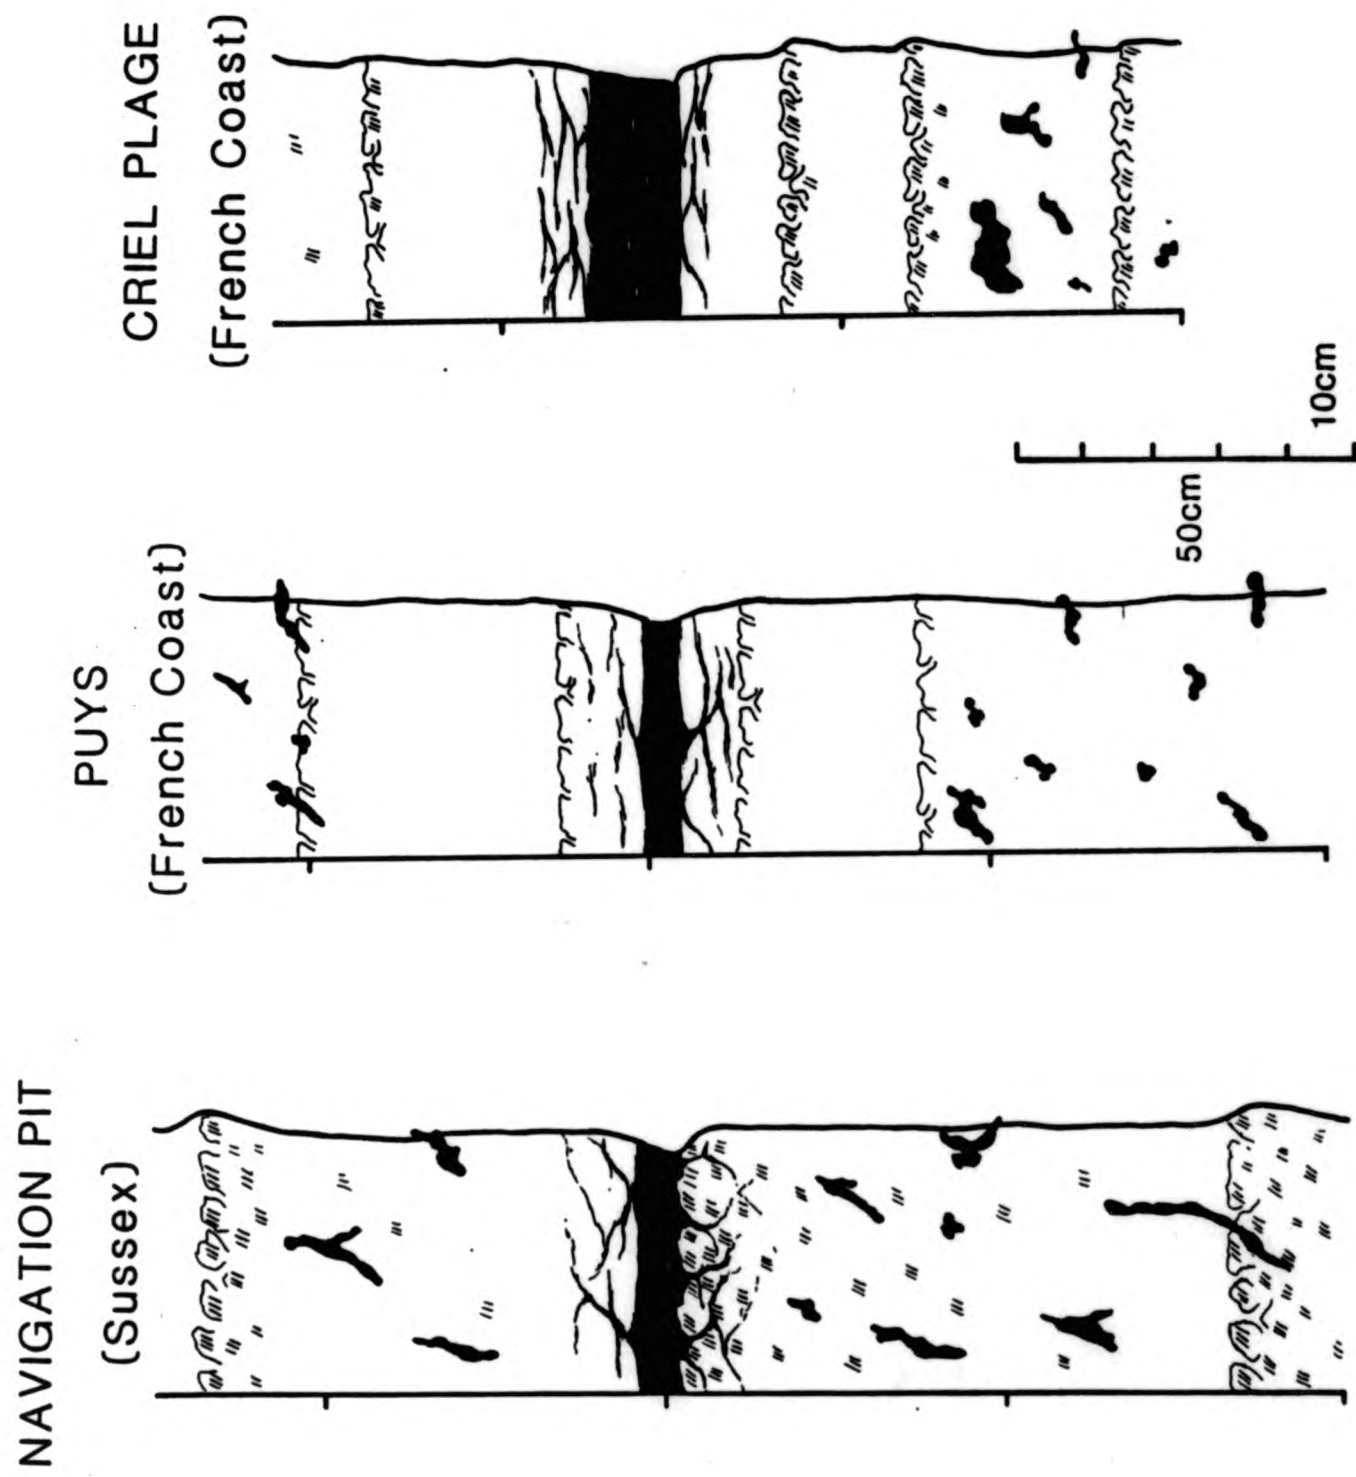 NAVIGATION PIT
(Sussex)
PUYS
(French Coast)
CRIEL PLAGE
(French Coast)
50cm
10cm